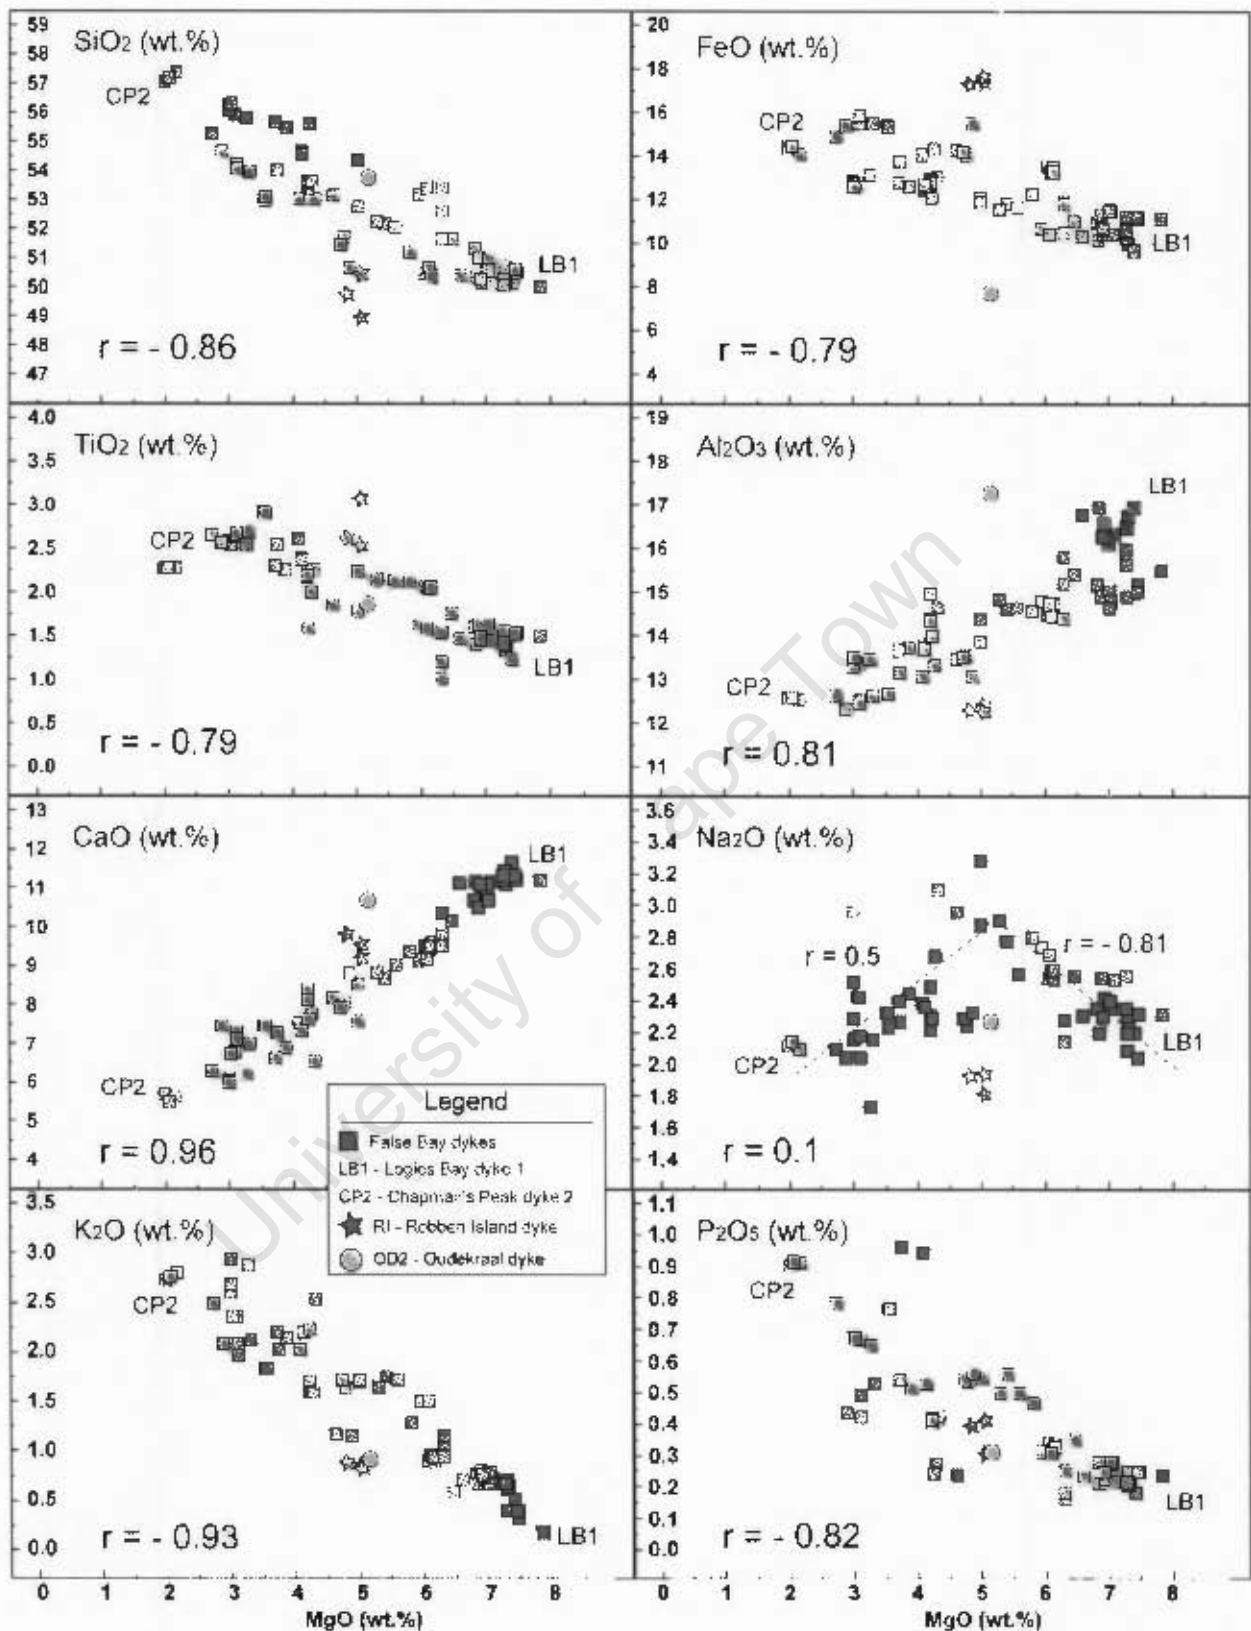 SiO2 (wt.%)
59
58
57
56
55
54
53
52
51
50
49
48
47
CP2
LB1
r = - 0.86
FeO (wt.%)
20
18
16
14
12
10
8
6
4
CP2
LB1
r = - 0.79
TiO2 (wt.%)
4.0
3.5
3.0
2.5
2.0
1.5
1.0
0.5
0.0
CP2
LB1
r = - 0.79
Al2O3 (wt.%)
19
18
17
16
15
14
13
12
11
LB1
CP2
r = 0.81
CaO (wt.%)
13
12
11
10
9
8
7
6
5
4
LB1
CP2
r = 0.96
Na2O (wt.%)
3.6
3.4
3.2
3.0
2.8
2.6
2.4
2.2
2.0
1.8
1.6
1.4
r = 0.5
r = - 0.81
CP2
LB1
r = 0.1
Legend
False Bay dykes
LB1 - Logies Bay dyke 1
CP2 - Chapman's Peak dyke 2
RI - Robben Island dyke
OD2 - Oudekraal dyke
K2O (wt.%)
3.5
3.0
2.5
2.0
1.5
1.0
0.5
0.0
CP2
LB1
r = - 0.93
0 1 2 3 4 5 6 7 8
MgO (wt.%)
P2O5 (wt.%)
1.1
1.0
0.9
0.8
0.7
0.6
0.5
0.4
0.3
0.2
0.1
0.0
CP2
LB1
r = - 0.82
0 1 2 3 4 5 6 7 8
MgO (wt.%)
University of ape Town